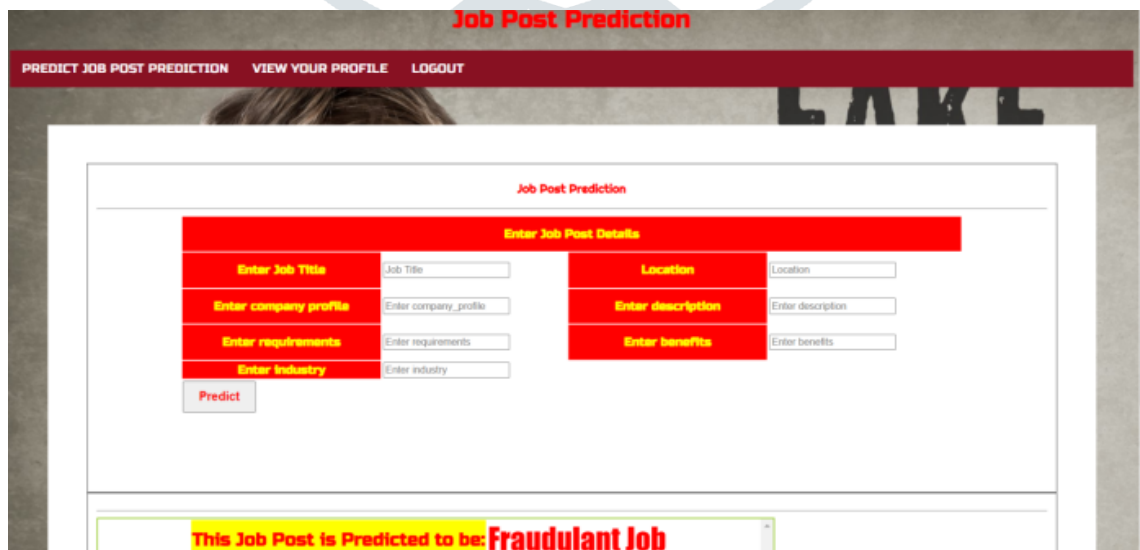 Job Post Prediction
PREDICT JOB POST PREDICTION VIEW YOUR PROFILE LOGOUT
FAKE
Job Post Prediction
Enter Job Post Details
Enter Job Title Job Title Location Location
Enter company profile Enter company_profile Enter description Enter description
Enter requirements Enter requirements Enter benefits Enter benefits
Enter industry Enter industry
Predict
This Job Post is Predicted to be: Fraudulant Job